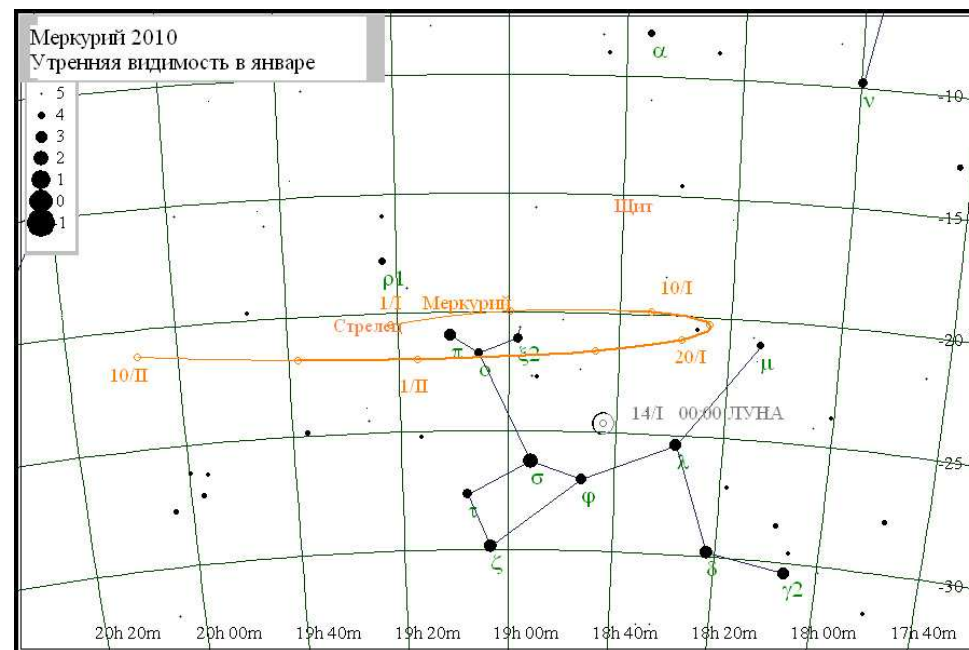 Меркурий 2010
Утренняя видимость в январе
5
4
3
2
1
0
-1
α
ν
-10
Щит
-15
ρ1
1/I
Меркурий
10/I
Стрелец
π
ο
ξ2
20/I
μ
-20
10/II
1/II
14/I 00:00 ЛУНА
σ
φ
λ
-25
τ
ζ
δ
γ2
-30
20h 20m
20h 00m
19h 40m
19h 20m
19h 00m
18h 40m
18h 20m
18h 00m
17h 40m